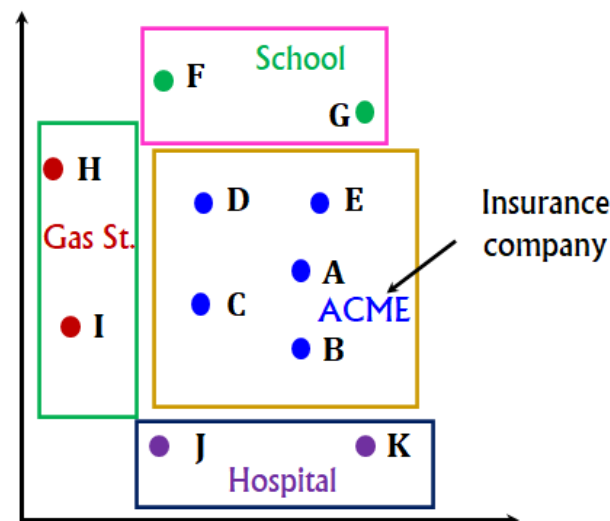 School
F
G
H
Gas St.
I
D
E
A
C
ACME
B
Insurance
company
J
K
Hospital